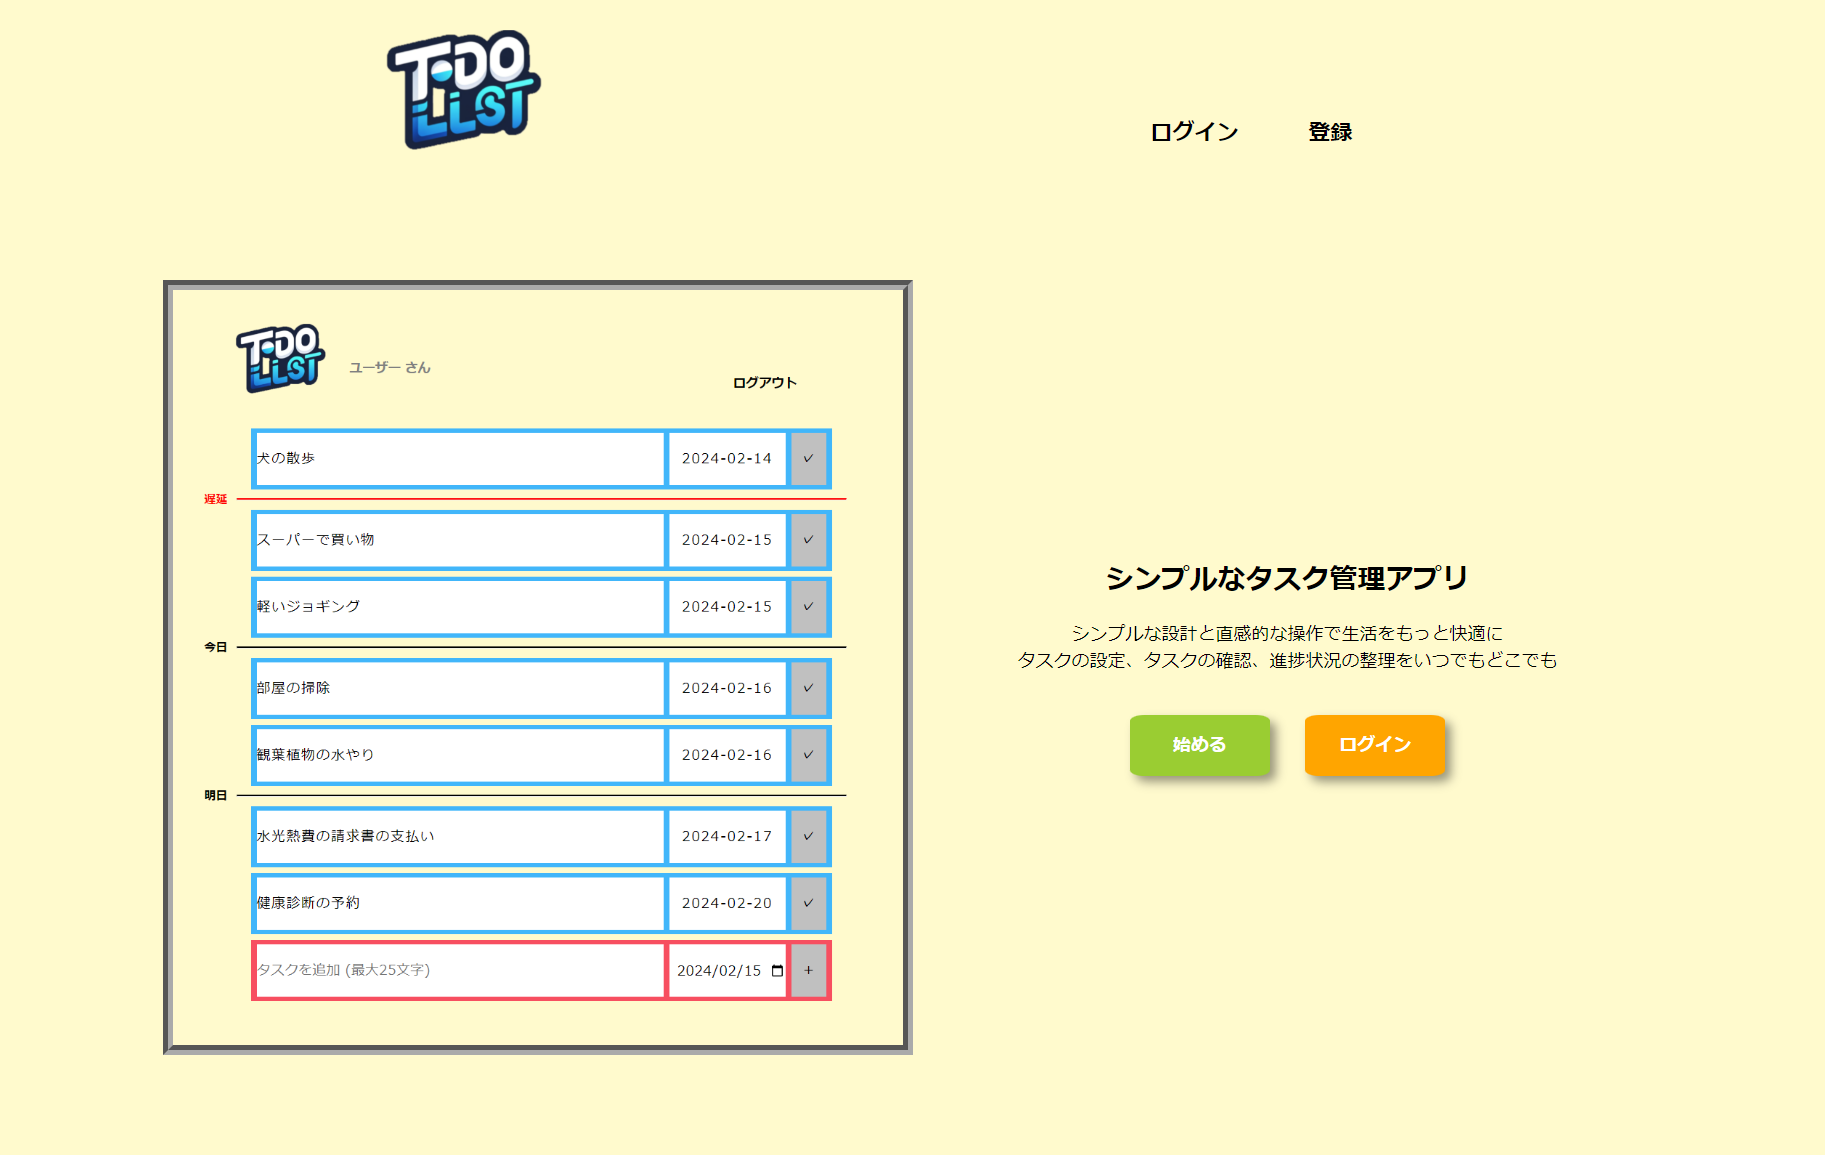 TODO
LIST
ログイン 登録
TODO
LIST
ユーザー さん
ログアウト
犬の散歩 2024-02-14 ✓
遅延
スーパーで買い物 2024-02-15 ✓
軽いジョギング 2024-02-15 ✓
今日
部屋の掃除 2024-02-16 ✓
観葉植物の水やり 2024-02-16 ✓
明日
水光熱費の請求書の支払い 2024-02-17 ✓
健康診断の予約 2024-02-20 ✓
タスクを追加 (最大25文字) 2024/02/15 +
シンプルなタスク管理アプリ
シンプルな設計と直感的な操作で生活をもっと快適に
タスクの設定、タスクの確認、進捗状況の整理をいつでもどこでも
始める ログイン